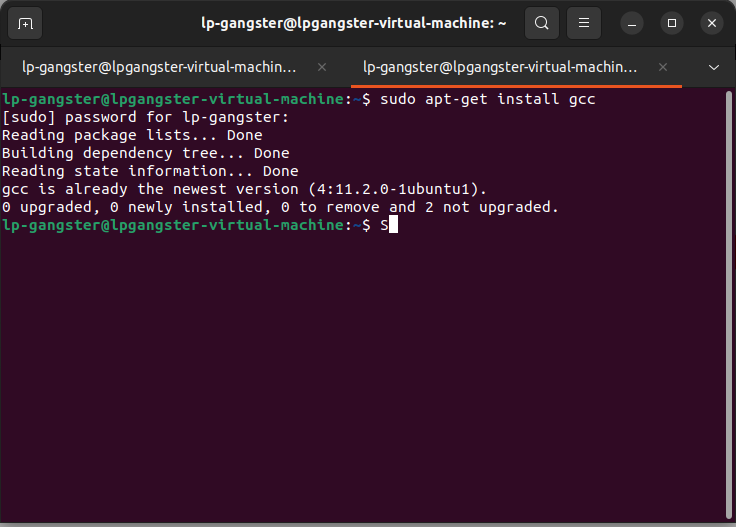 lp-gangster@lpgangster-virtual-machine: ~
lp-gangster@lpgangster-virtual-machin...
lp-gangster@lpgangster-virtual-machin...
lp-gangster@lpgangster-virtual-machine:~$ sudo apt-get install gcc
[sudo] password for lp-gangster:
Reading package lists... Done
Building dependency tree... Done
Reading state information... Done
gcc is already the newest version (4:11.2.0-1ubuntu1).
0 upgraded, 0 newly installed, 0 to remove and 2 not upgraded.
lp-gangster@lpgangster-virtual-machine:~$ S